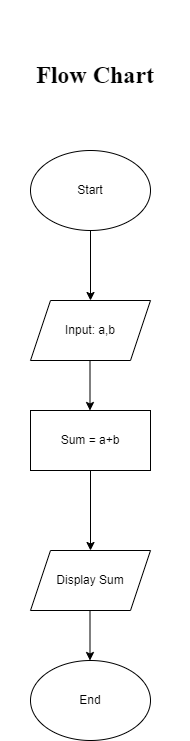 Flow Chart
Start
Input: a,b
Sum = a+b
Display Sum
End